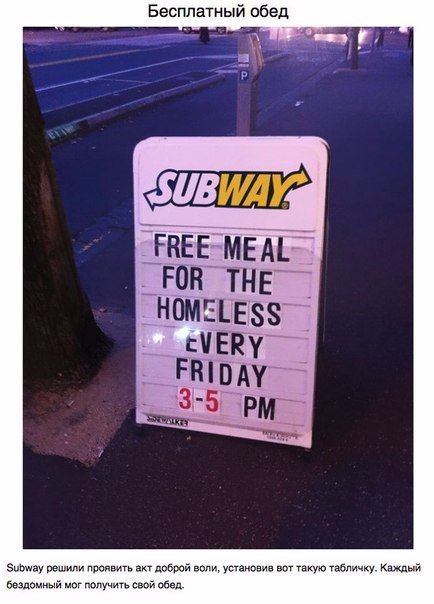 Бесплатный обед
P
SUBWAY
FREE MEAL
FOR THE
HOMELESS
EVERY
FRIDAY
3-5 PM
SIDEWALKER
Subway решили проявить акт доброй воли, установив вот такую табличку. Каждый
бездомный мог получить свой обед.